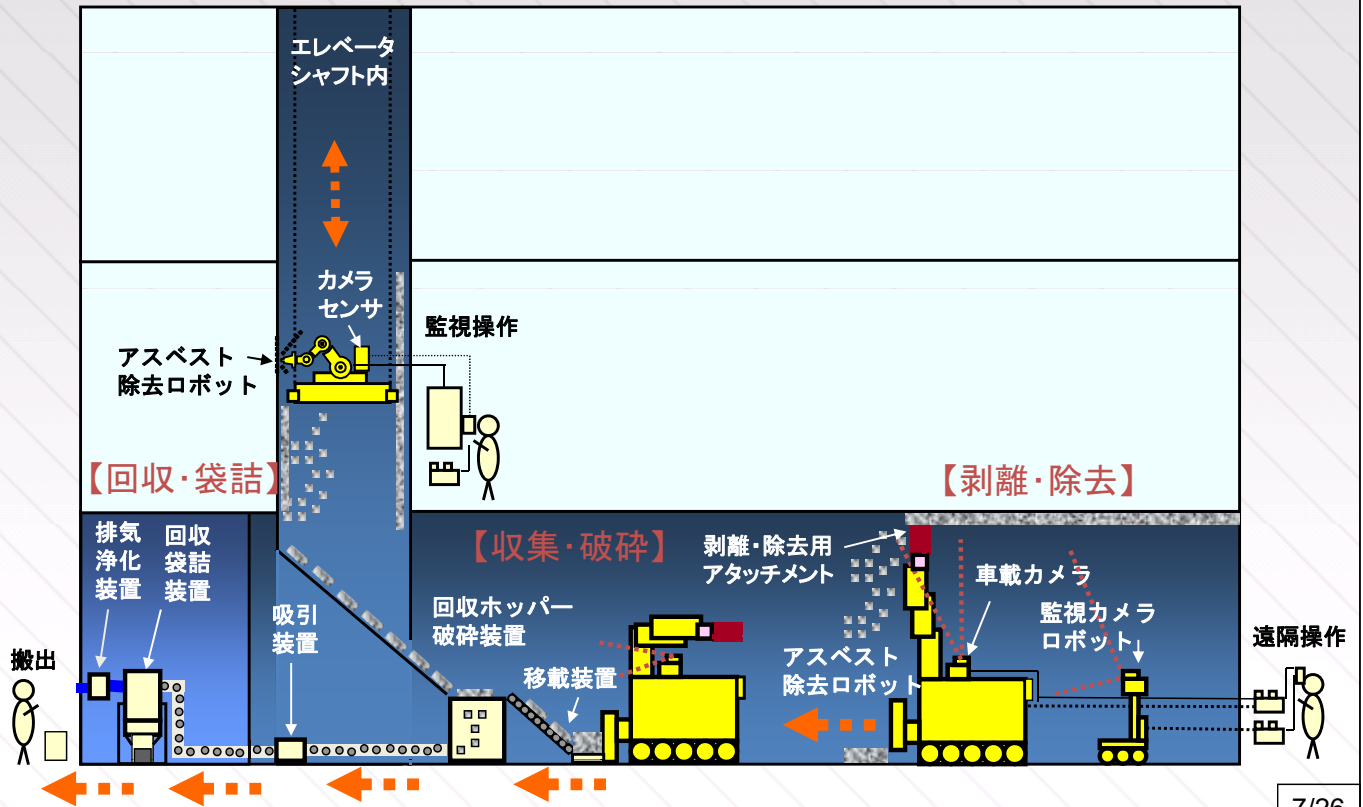 エレベータ
シャフト内
カメラ
センサ
監視操作
アスベスト
除去ロボット
【回収・袋詰】
【剥離・除去】
排気
浄化
装置
回収
袋詰
装置
【収集・破砕】
剥離・除去用
アタッチメント
車載カメラ
吸引
装置
回収ホッパー
破砕装置
監視カメラ
ロボット
遠隔操作
搬出
移載装置
アスベスト
除去ロボット
7/26